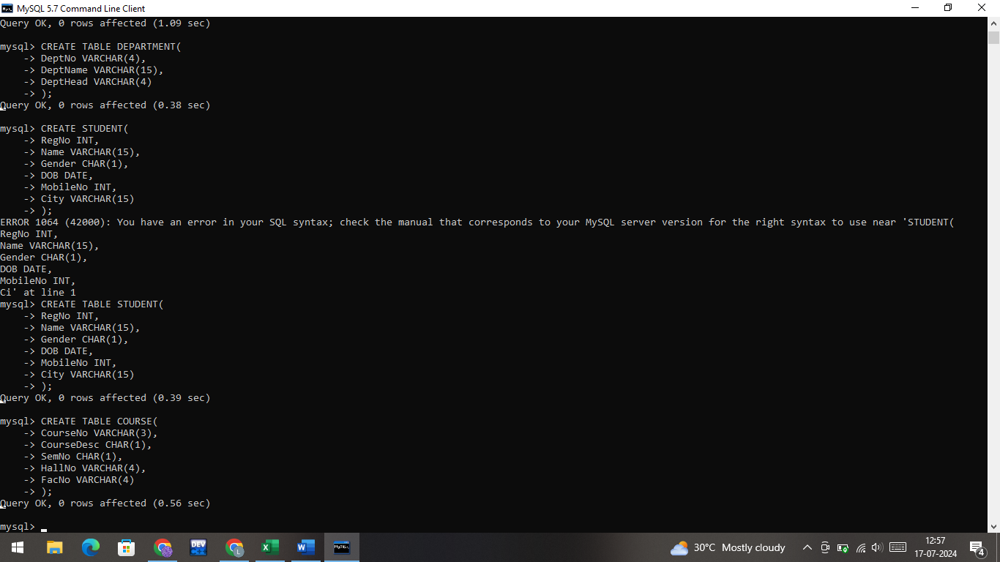 MySQL 5.7 Command Line Client
Query OK, 0 rows affected (1.09 sec)
mysql> CREATE TABLE DEPARTMENT(
    -> DeptNo VARCHAR(4),
    -> DeptName VARCHAR(15),
    -> DeptHead VARCHAR(4)
    -> );
Query OK, 0 rows affected (0.38 sec)
mysql> CREATE STUDENT(
    -> RegNo INT,
    -> Name VARCHAR(15),
    -> Gender CHAR(1),
    -> DOB DATE,
    -> MobileNo INT,
    -> City VARCHAR(15)
    -> );
ERROR 1064 (42000): You have an error in your SQL syntax; check the manual that corresponds to your MySQL server version for the right syntax to use near 'STUDENT(
RegNo INT,
Name VARCHAR(15),
Gender CHAR(1),
DOB DATE,
MobileNo INT,
Ci' at line 1
mysql> CREATE TABLE STUDENT(
    -> RegNo INT,
    -> Name VARCHAR(15),
    -> Gender CHAR(1),
    -> DOB DATE,
    -> MobileNo INT,
    -> City VARCHAR(15)
    -> );
Query OK, 0 rows affected (0.39 sec)
mysql> CREATE TABLE COURSE(
    -> CourseNo VARCHAR(3),
    -> CourseDesc CHAR(1),
    -> SemNo CHAR(1),
    -> HallNo VARCHAR(4),
    -> FacNo VARCHAR(4)
    -> );
Query OK, 0 rows affected (0.56 sec)
mysql>
DEV
L
30°C Mostly cloudy
12:57
17-07-2024
4